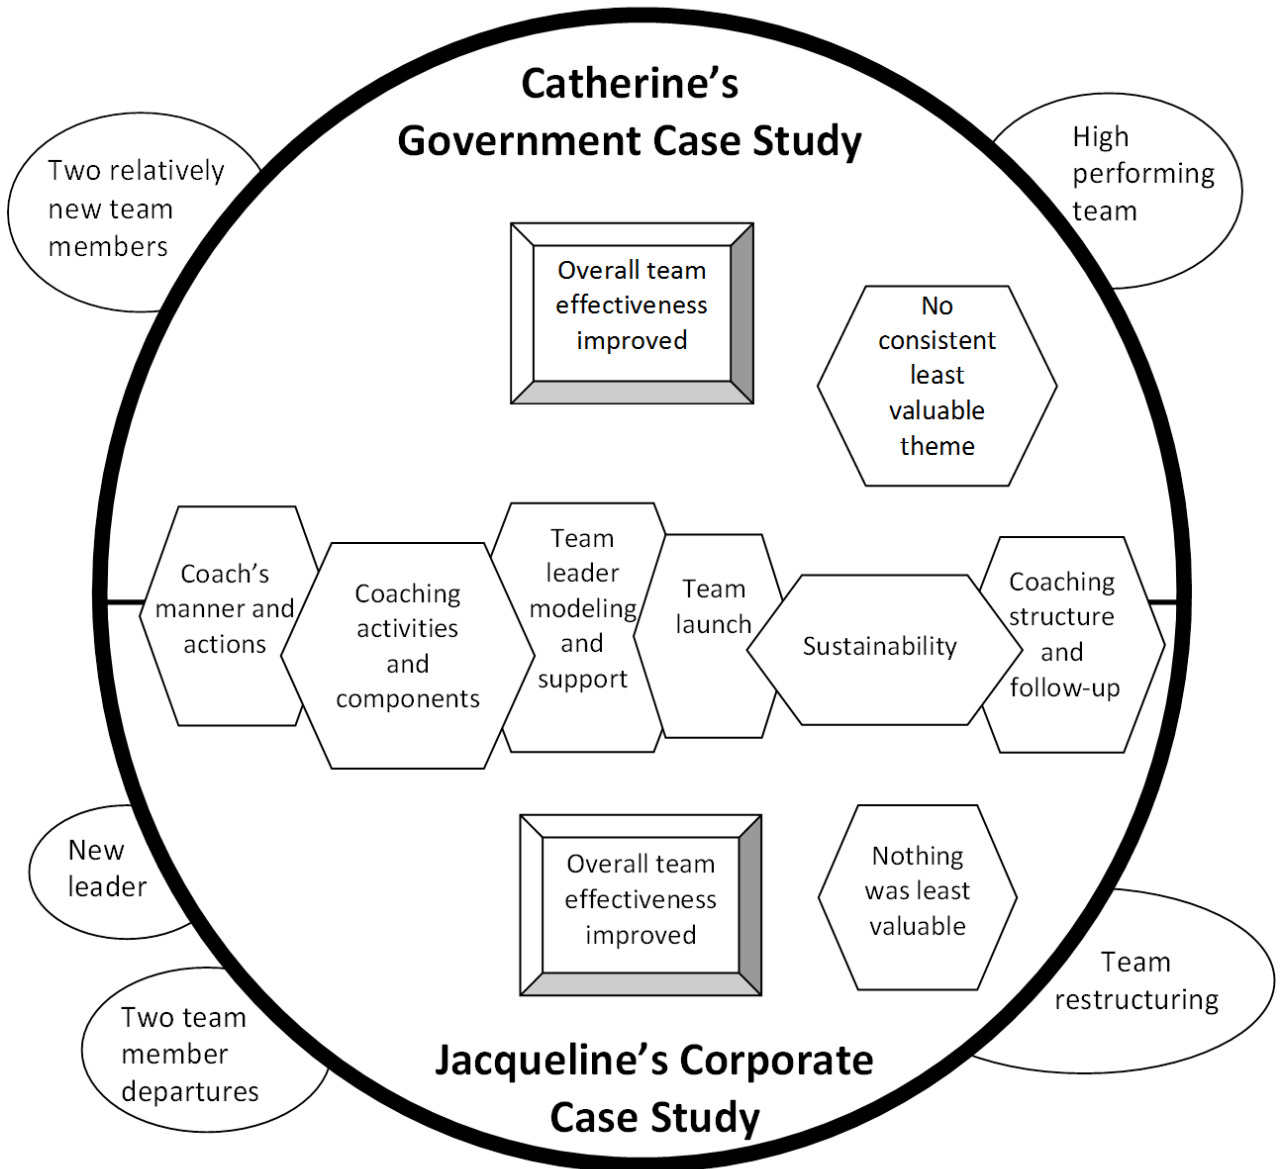 Catherine's
Government Case Study
Two relatively
new team
members
High
performing
team
Overall team
effectiveness
improved
No
consistent
least
valuable
theme
Coach's
manner and
actions
Coaching
activities
and
components
Team
leader
modeling
and
support
Team
launch
Sustainability
Coaching
structure
and
follow-up
New
leader
Two team
member
departures
Overall team
effectiveness
improved
Nothing
was least
valuable
Team
restructuring
Jacqueline's Corporate
Case Study